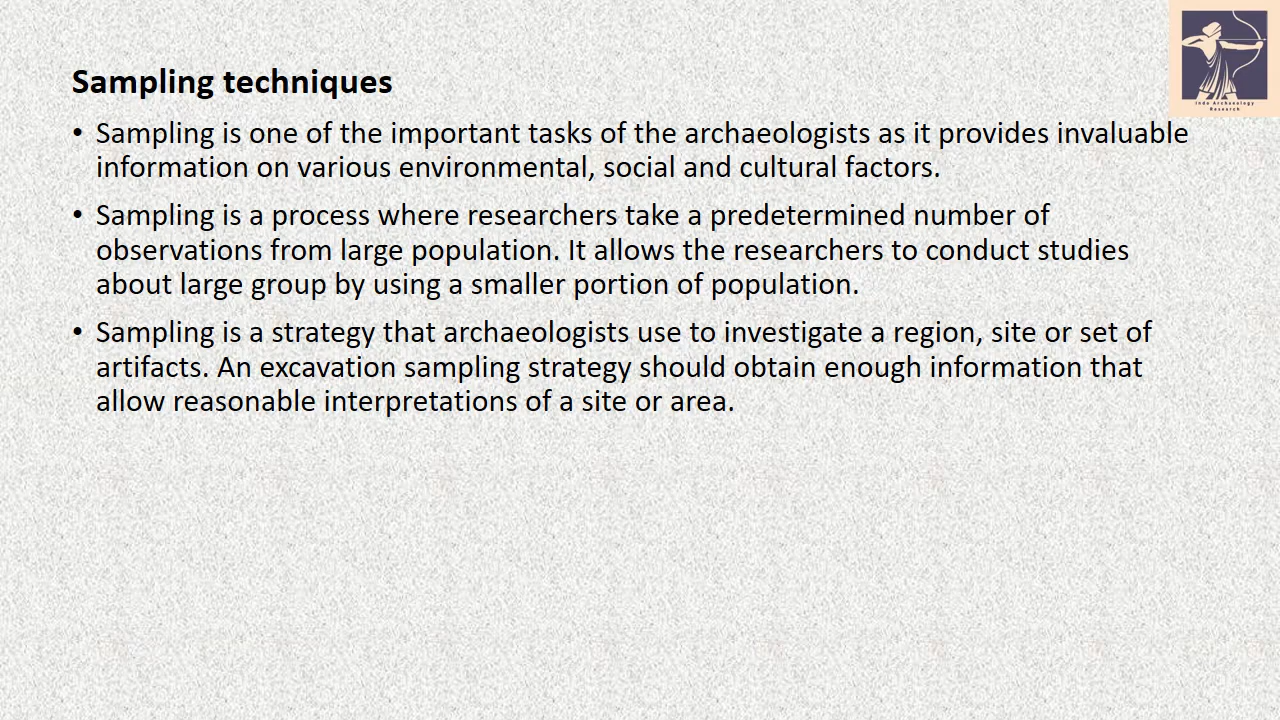 Sampling techniques
• Sampling is one of the important tasks of the archaeologists as it provides invaluable
information on various environmental, social and cultural factors.
• Sampling is a process where researchers take a predetermined number of
observations from large population. It allows the researchers to conduct studies
about large group by using a smaller portion of population.
• Sampling is a strategy that archaeologists use to investigate a region, site or set of
artifacts. An excavation sampling strategy should obtain enough information that
allow reasonable interpretations of a site or area.
Indo Archaeology
Research